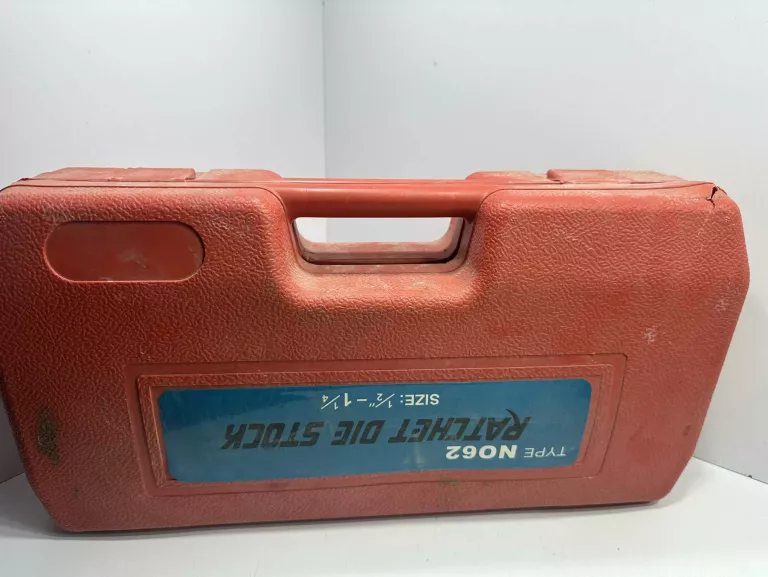 TYPE NO62
RATCHET DIE STOCK
SIZE: 1/2" – 1 1/4